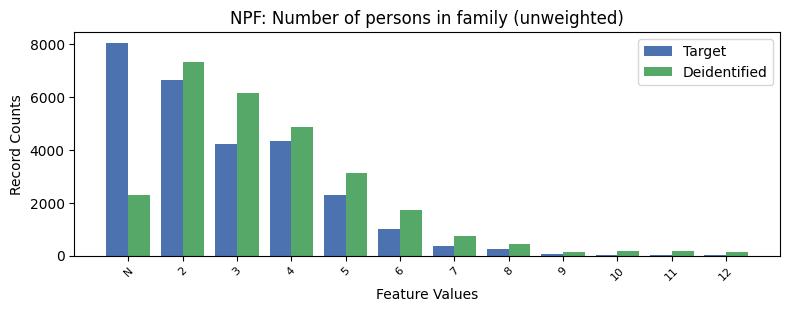 NPF: Number of persons in family (unweighted)
Target
Deidentified
Record Counts
8000
6000
4000
2000
0
N 2 3 4 5 6 7 8 9 10 11 12
Feature Values